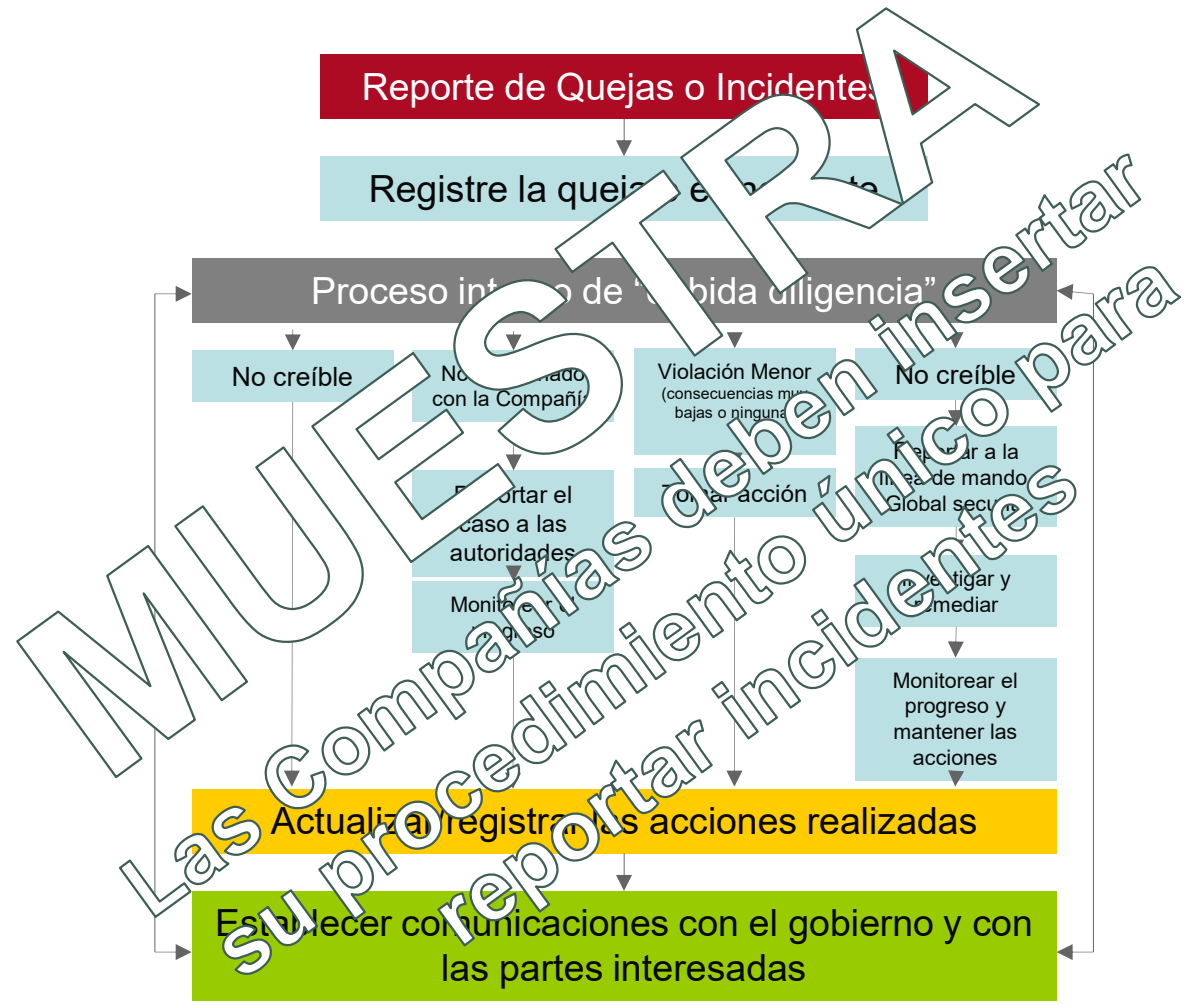 Reporte de Quejas o Incidentes
Registre la queja
Proceso de "debida diligencia"
No creíble
No
con la Compañía
Reportar el
caso a las
autoridades
Monitorear el
progreso
Violación Menor
(consecuencias muy
bajas o ninguna
Tomar acción
No creíble
Reportar a la
línea de mando
Global security
Investigar y
remediar
Monitorear el
progreso y
mantener las
acciones
Actualizar/registrar las acciones realizadas
Establecer comunicaciones con el gobierno y con
las partes interesadas
MUESTRA
Las Compañías deben insertar
su procedimiento único para
reportar incidentes